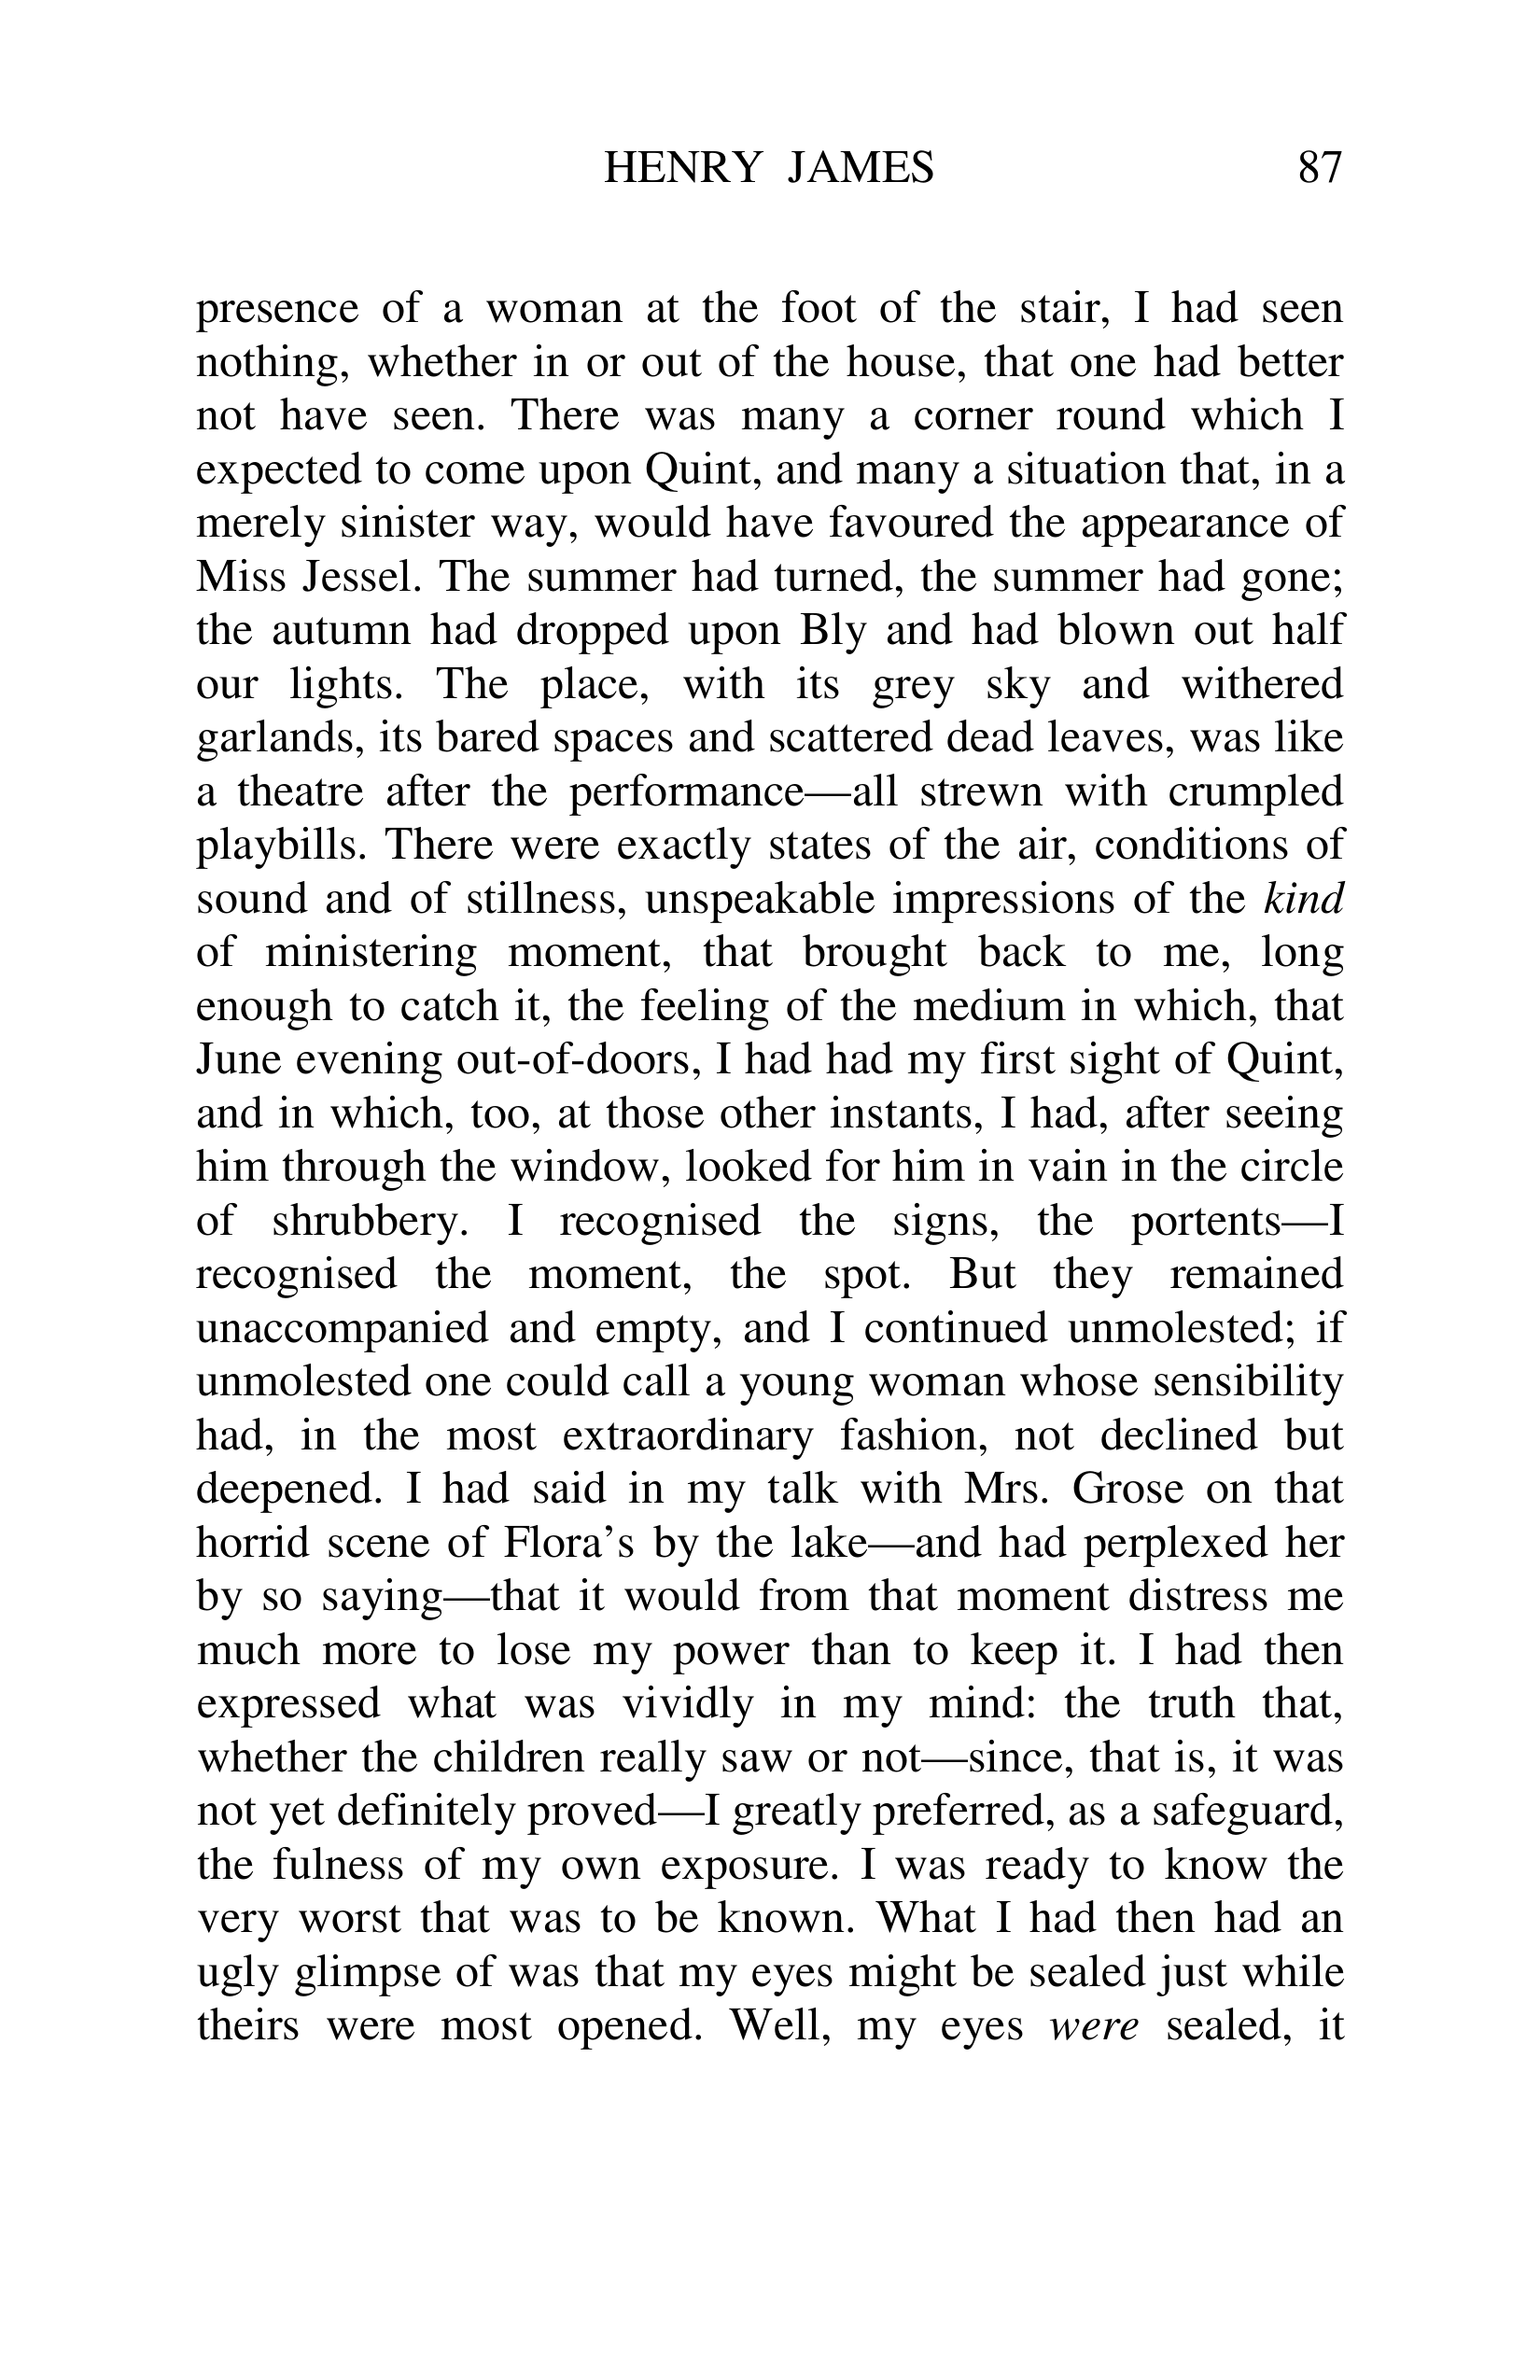 HENRY JAMES 87
presence of a woman at the foot of the stair, I had seen
nothing, whether in or out of the house, that one had better
not have seen. There was many a corner round which I
expected to come upon Quint, and many a situation that, in a
merely sinister way, would have favoured the appearance of
Miss Jessel. The summer had turned, the summer had gone;
the autumn had dropped upon Bly and had blown out half
our lights. The place, with its grey sky and withered
garlands, its bared spaces and scattered dead leaves, was like
a theatre after the performance—all strewn with crumpled
playbills. There were exactly states of the air, conditions of
sound and of stillness, unspeakable impressions of the kind
of ministering moment, that brought back to me, long
enough to catch it, the feeling of the medium in which, that
June evening out-of-doors, I had had my first sight of Quint,
and in which, too, at those other instants, I had, after seeing
him through the window, looked for him in vain in the circle
of shrubbery. I recognised the signs, the portents—I
recognised the moment, the spot. But they remained
unaccompanied and empty, and I continued unmolested; if
unmolested one could call a young woman whose sensibility
had, in the most extraordinary fashion, not declined but
deepened. I had said in my talk with Mrs. Grose on that
horrid scene of Flora’s by the lake—and had perplexed her
by so saying—that it would from that moment distress me
much more to lose my power than to keep it. I had then
expressed what was vividly in my mind: the truth that,
whether the children really saw or not—since, that is, it was
not yet definitely proved—I greatly preferred, as a safeguard,
the fulness of my own exposure. I was ready to know the
very worst that was to be known. What I had then had an
ugly glimpse of was that my eyes might be sealed just while
theirs were most opened. Well, my eyes were sealed, it